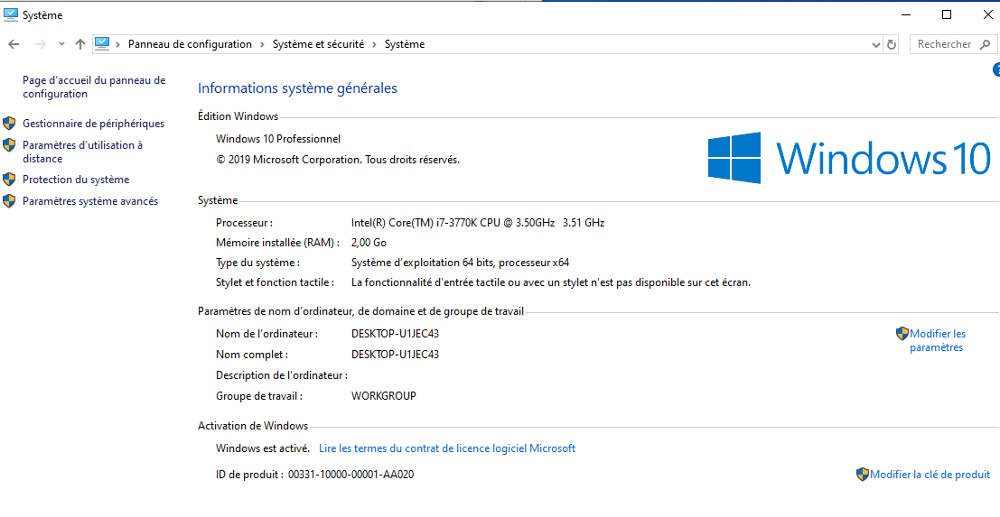 Système
Panneau de configuration > Système et sécurité > Système
Rechercher
Page d'accueil du panneau de
configuration
Gestionnaire de périphériques
Paramètres d'utilisation à
distance
Protection du système
Paramètres système avancés
Informations système générales
Édition Windows
Windows 10 Professionnel
© 2019 Microsoft Corporation. Tous droits réservés.
Windows 10
Système
Processeur : Intel(R) Core(TM) i7-3770K CPU @ 3.50GHz 3.51 GHz
Mémoire installée (RAM) : 2,00 Go
Type du système : Système d'exploitation 64 bits, processeur x64
Stylet et fonction tactile : La fonctionnalité d'entrée tactile ou avec un stylet n'est pas disponible sur cet écran.
Paramètres de nom d'ordinateur, de domaine et de groupe de travail
Nom de l'ordinateur : DESKTOP-U1JEC43
Modifier les
paramètres
Nom complet : DESKTOP-U1JEC43
Description de l'ordinateur :
Groupe de travail : WORKGROUP
Activation de Windows
Windows est activé. Lire les termes du contrat de licence logiciel Microsoft
ID de produit : 00331-10000-00001-AA020
Modifier la clé de produit